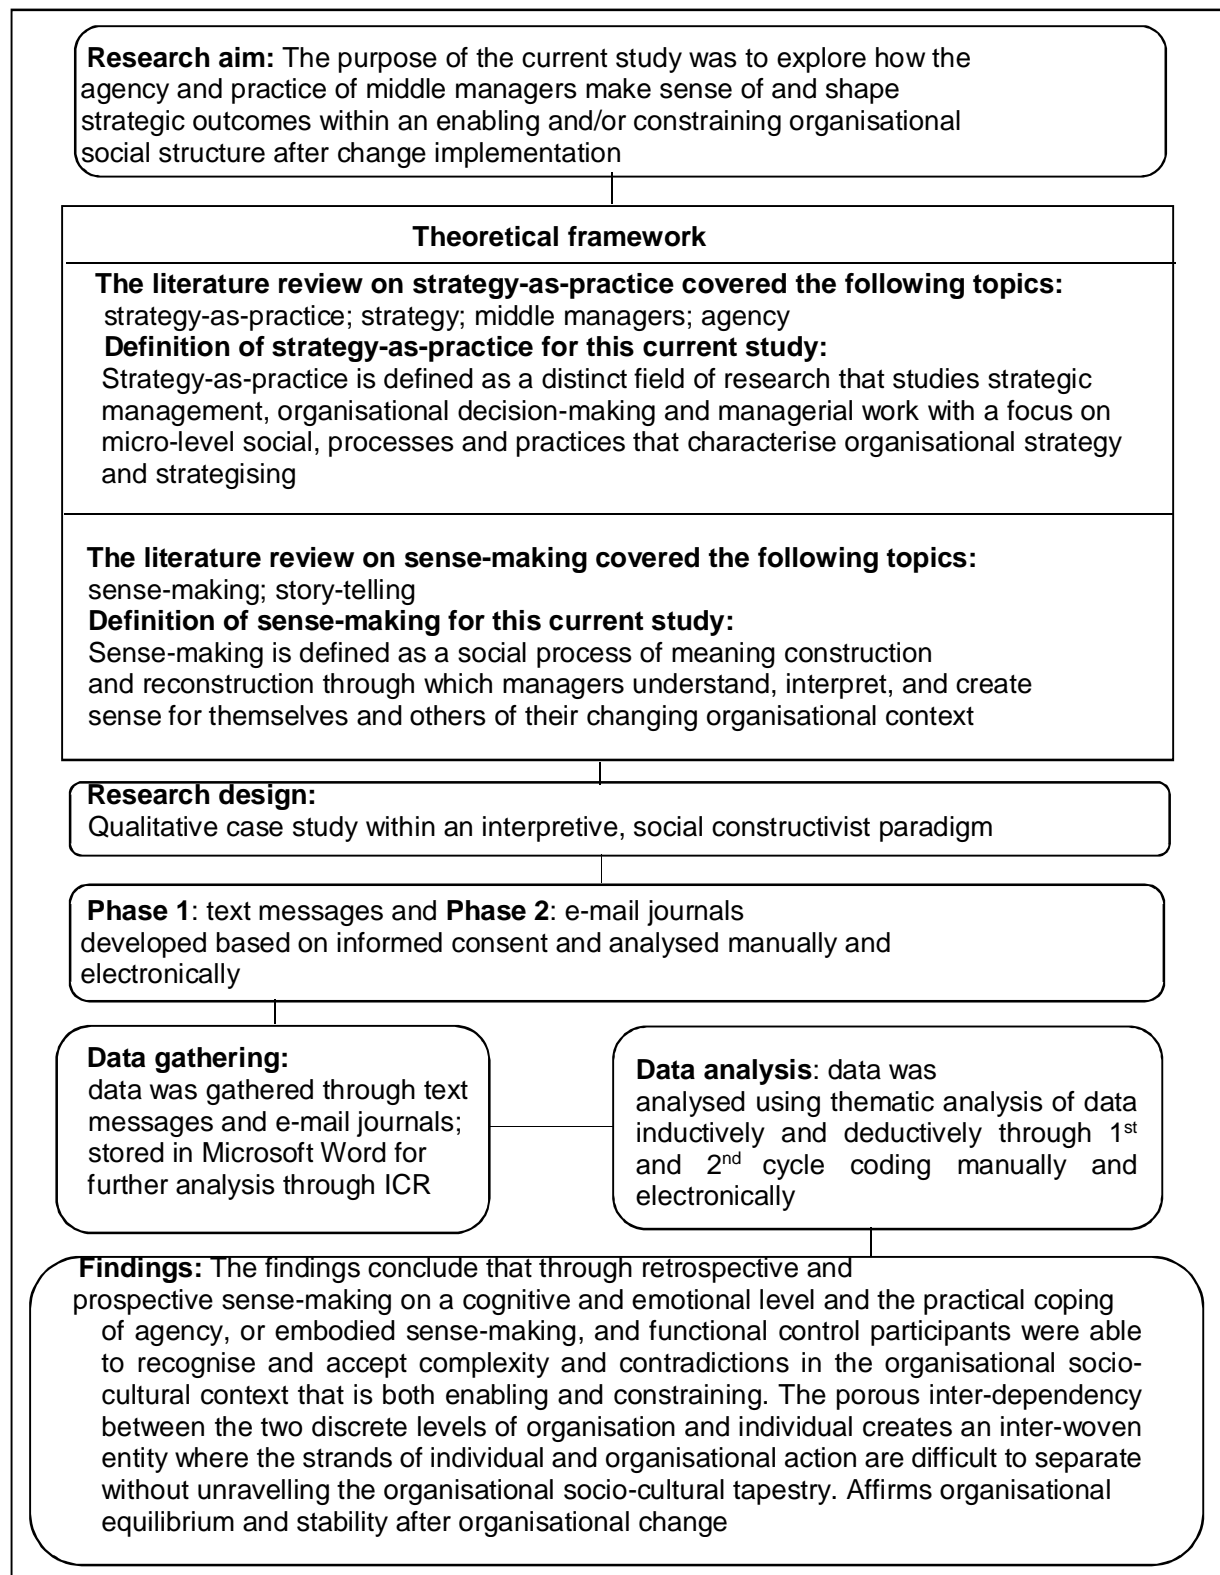 Research aim: The purpose of the current study was to explore how the
agency and practice of middle managers make sense of and shape
strategic outcomes within an enabling and/or constraining organisational
social structure after change implementation
Theoretical framework
The literature review on strategy-as-practice covered the following topics:
strategy-as-practice; strategy; middle managers; agency
Definition of strategy-as-practice for this current study:
Strategy-as-practice is defined as a distinct field of research that studies strategic
management, organisational decision-making and managerial work with a focus on
micro-level social, processes and practices that characterise organisational strategy
and strategising
The literature review on sense-making covered the following topics:
sense-making; story-telling
Definition of sense-making for this current study:
Sense-making is defined as a social process of meaning construction
and reconstruction through which managers understand, interpret, and create
sense for themselves and others of their changing organisational context
Research design:
Qualitative case study within an interpretive, social constructivist paradigm
Phase 1: text messages and Phase 2: e-mail journals
developed based on informed consent and analysed manually and
electronically
Data gathering:
data was gathered through text
messages and e-mail journals;
stored in Microsoft Word for
further analysis through ICR
Data analysis: data was
analysed using thematic analysis of data
inductively and deductively through 1st
and 2nd cycle coding manually and
electronically
Findings: The findings conclude that through retrospective and
prospective sense-making on a cognitive and emotional level and the practical coping
of agency, or embodied sense-making, and functional control participants were able
to recognise and accept complexity and contradictions in the organisational socio-
cultural context that is both enabling and constraining. The porous inter-dependency
between the two discrete levels of organisation and individual creates an inter-woven
entity where the strands of individual and organisational action are difficult to separate
without unravelling the organisational socio-cultural tapestry. Affirms organisational
equilibrium and stability after organisational change